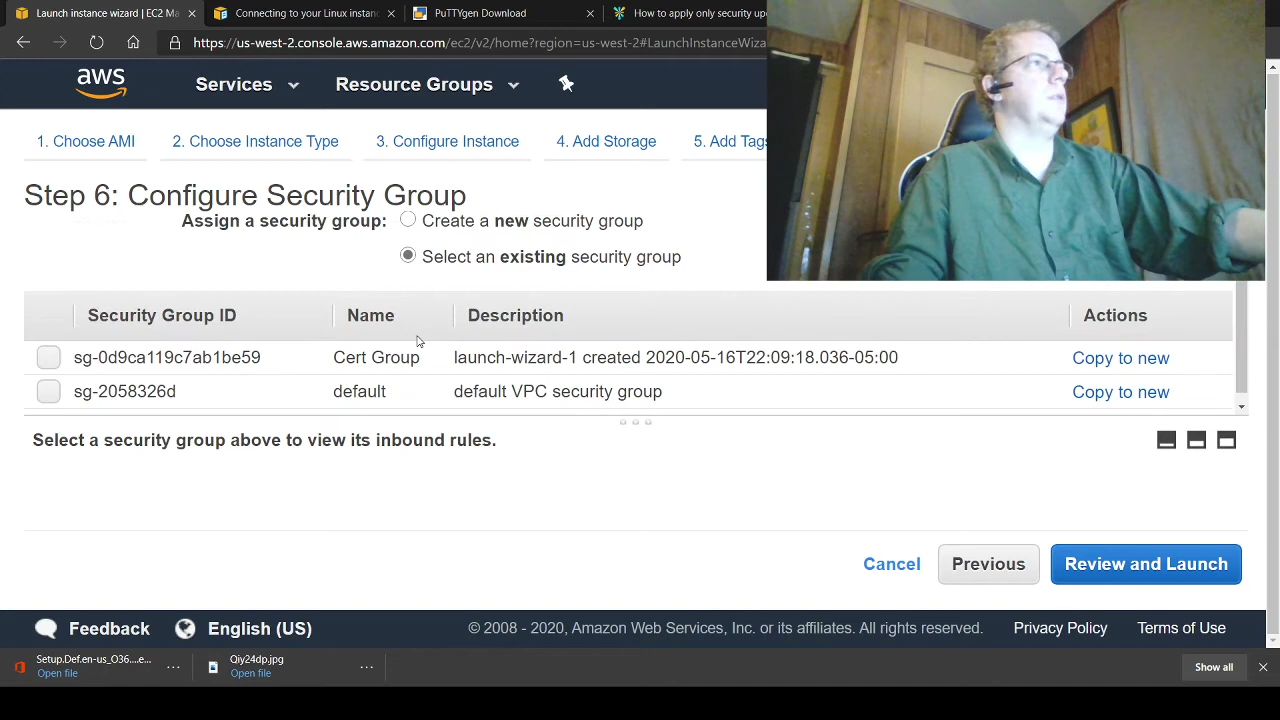 Launch instance wizard | EC2 Ma
Connecting to your Linux instanc
PuTTYgen Download
How to apply only security up
https://us-west-2.console.aws.amazon.com/ec2/v2/home?region=us-west-2#LaunchInstanceWiza
aws
Services
Resource Groups
1. Choose AMI
2. Choose Instance Type
3. Configure Instance
4. Add Storage
5. Add Tags
Step 6: Configure Security Group
Assign a security group:
Create a new security group
Select an existing security group
Security Group ID
Name
Description
Actions
sg-0d9ca119c7ab1be59
Cert Group
launch-wizard-1 created 2020-05-16T22:09:18.036-05:00
Copy to new
sg-2058326d
default
default VPC security group
Copy to new
Select a security group above to view its inbound rules.
Cancel
Previous
Review and Launch
Feedback
English (US)
© 2008 - 2020, Amazon Web Services, Inc. or its affiliates. All rights reserved.
Privacy Policy
Terms of Use
Setup.Def.en-us_O36....e...
Open file
Qiy24dp.jpg
Open file
Show all